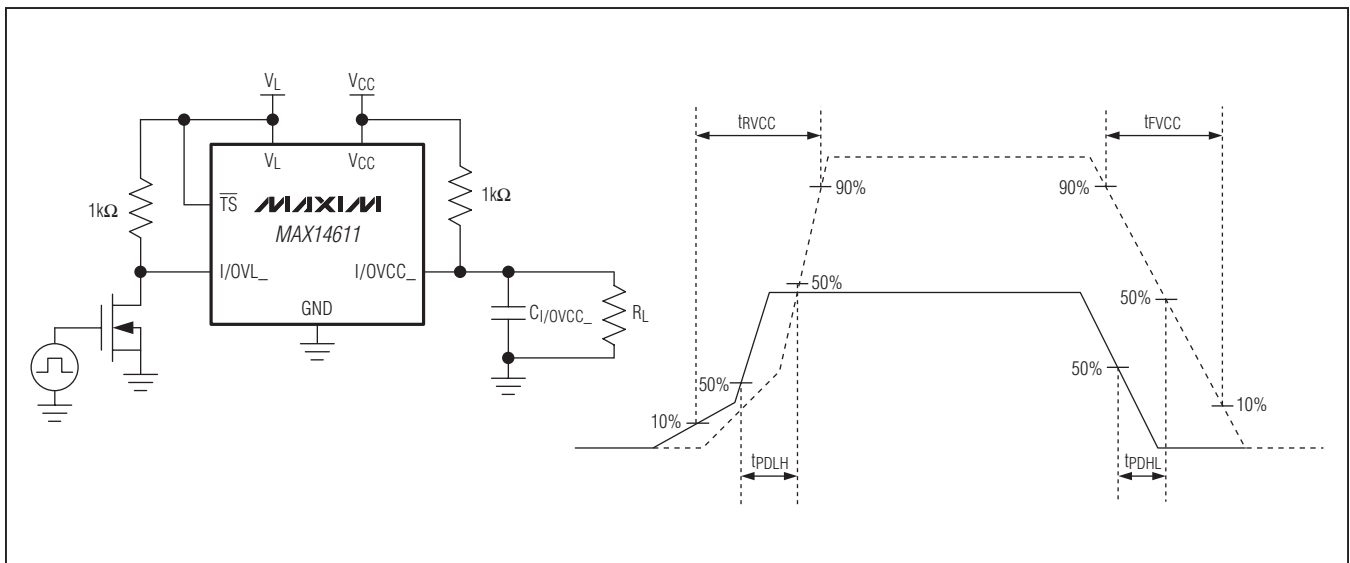 VL VCC
VL VCC
1kΩ
TS
MAXIM
MAX14611
1kΩ
I/OVL_ I/OVCC_
GND
CI/OVCC_
RL
tRVCC
tFVCC
90%
90%
50%
50%
50%
50%
10%
10%
tPDLH
tPDHL